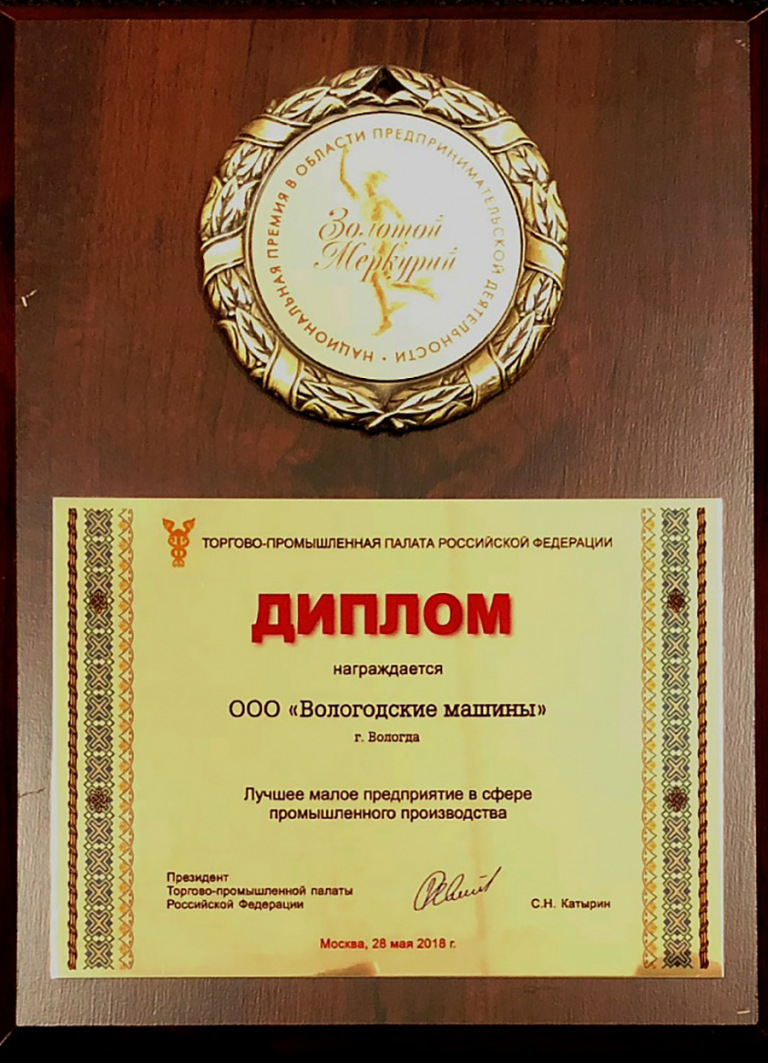 НАЦИОНАЛЬНАЯ ПРЕМИЯ В ОБЛАСТИ ПРЕДПРИНИМАТЕЛЬСКОЙ ДЕЯТЕЛЬНОСТИ •
Золотой
Меркурий
ТОРГОВО-ПРОМЫШЛЕННАЯ ПАЛАТА РОССИЙСКОЙ ФЕДЕРАЦИИ
ДИПЛОМ
награждается
ООО «Вологодские машины»
г. Вологда
Лучшее малое предприятие в сфере
промышленного производства
Президент
Торгово-промышленной палаты
Российской Федерации
С.Н. Катырин
Москва, 28 мая 2018 г.